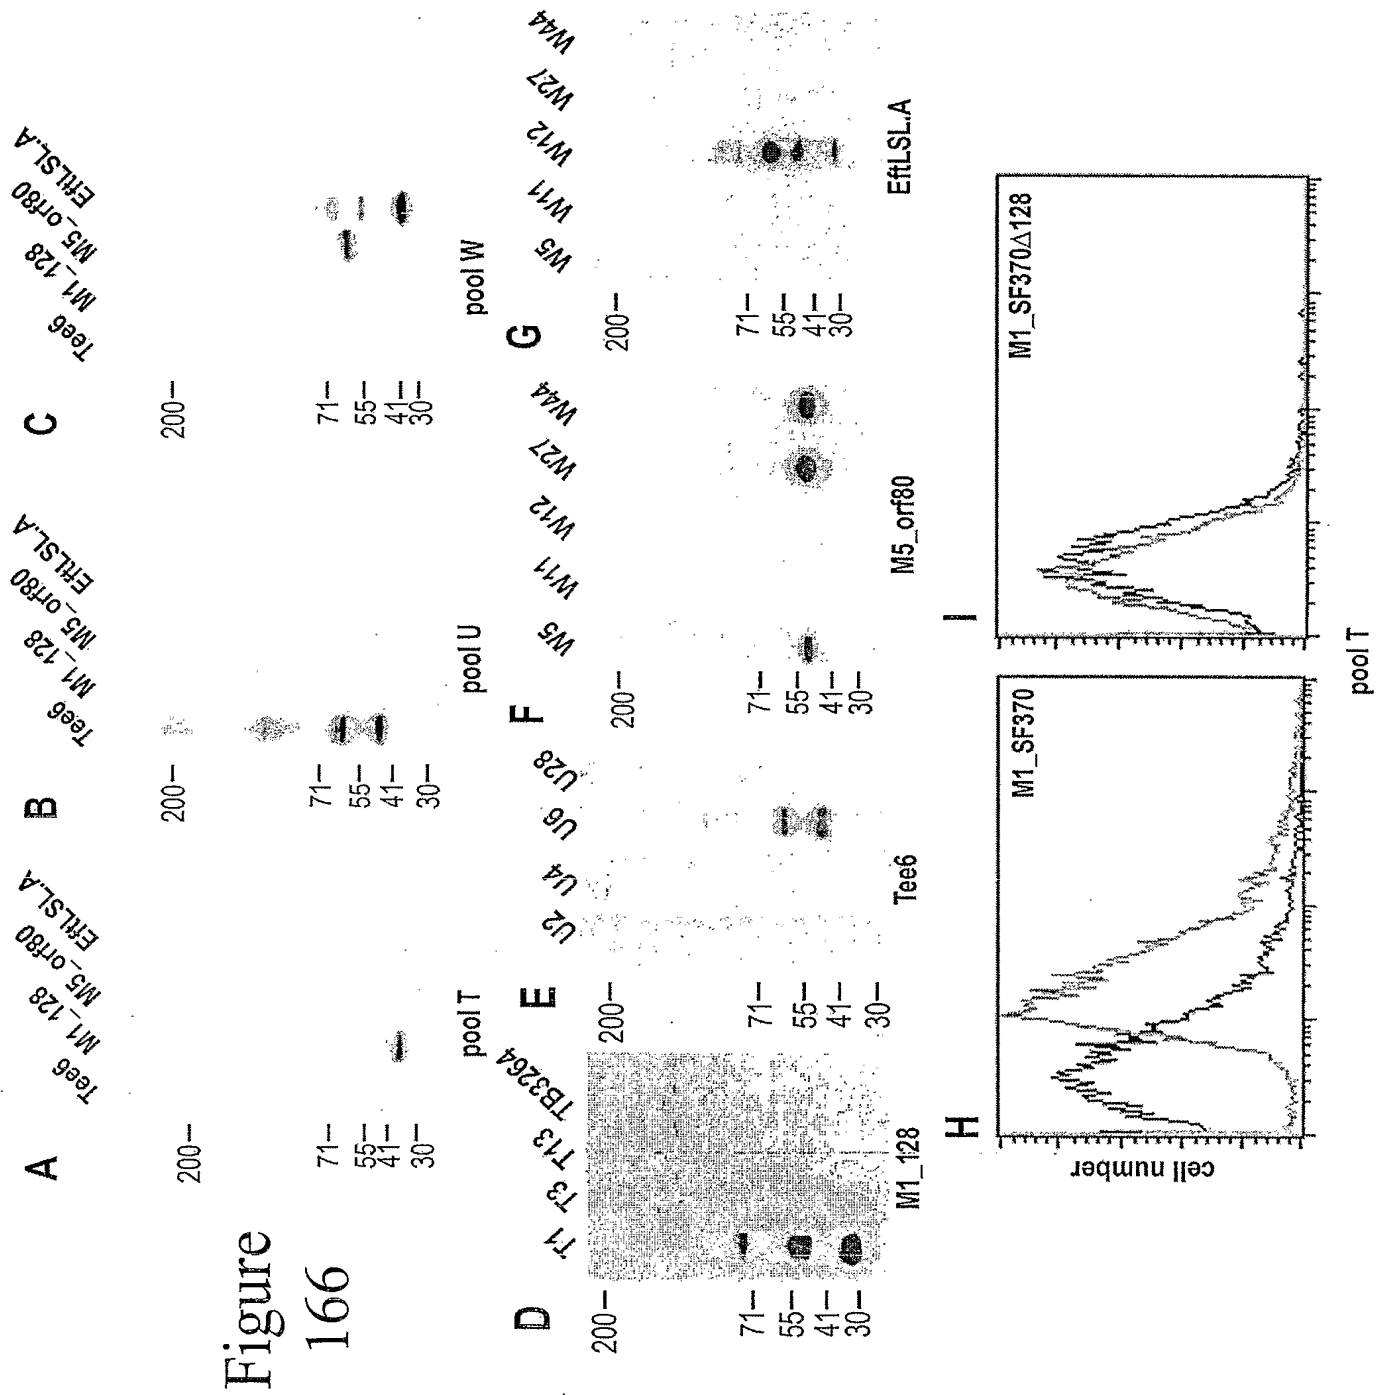 Figure
166
A
Tee6 M1_128 M5_orf80 EftLSL.A
200
71
55
41
30
pool T
B
Tee6 M1_128 M5_orf80 EftLSL.A
200
71
55
41
30
pool U
C
Tee6 M1_128 M5_orf80 EftLSL.A
200
71
55
41
30
pool W
D
T1 T3 T13 TB3264
200
71
55
41
30
M1_128
E
U2 U4 U6 U28
200
71
55
41
30
Tee6
F
W5 W11 W12 W27 W44
200
71
55
41
30
M5_orf80
G
W5 W11 W12 W27 W44
200
71
55
41
30
EftLSL.A
H
cell number
M1_SF370
I
M1_SF370Δ128
pool T